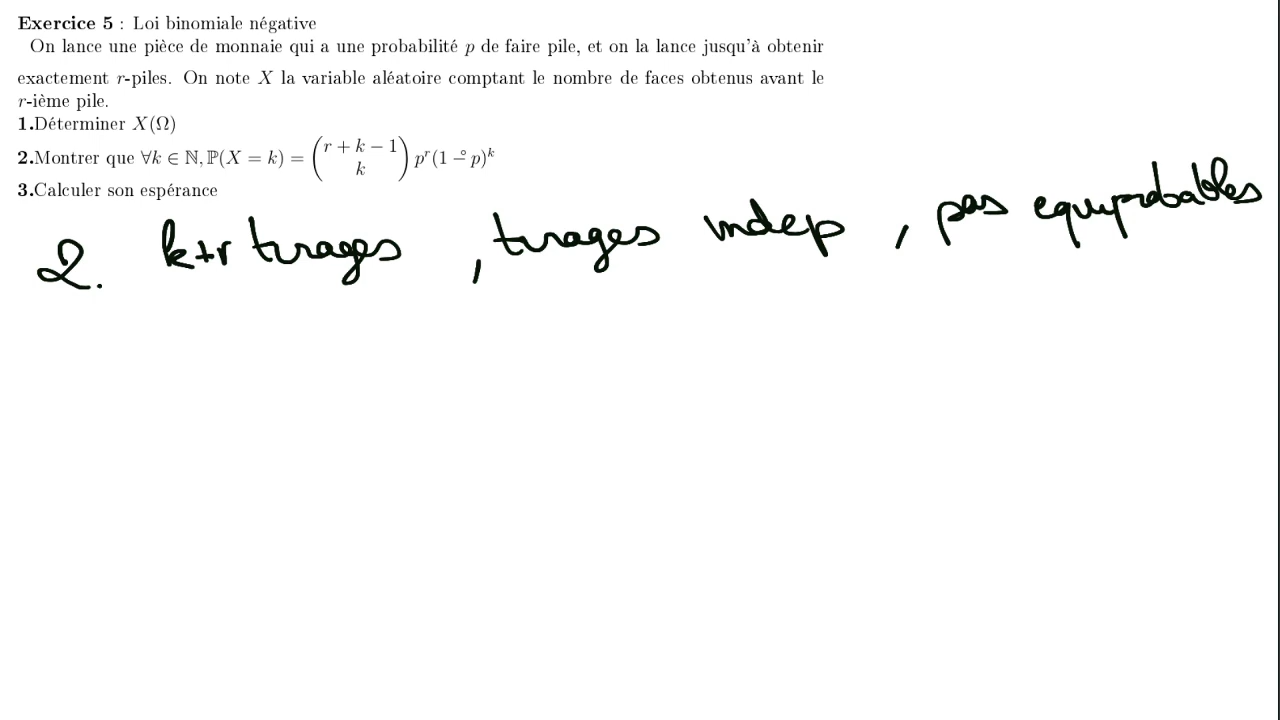 Exercice 5 : Loi binomiale négative
On lance une pièce de monnaie qui a une probabilité p de faire pile, et on la lance jusqu'à obtenir
exactement r-piles. On note X la variable aléatoire comptant le nombre de faces obtenus avant le
r-ième pile.
1.Déterminer X(Ω)
2.Montrer que ∀k ∈ ℕ, ℙ(X = k) = \binom{r + k − 1}{k} p^r(1 − p)^k
3.Calculer son espérance
2. k+r tirages , tirages indep , pas equiprobables